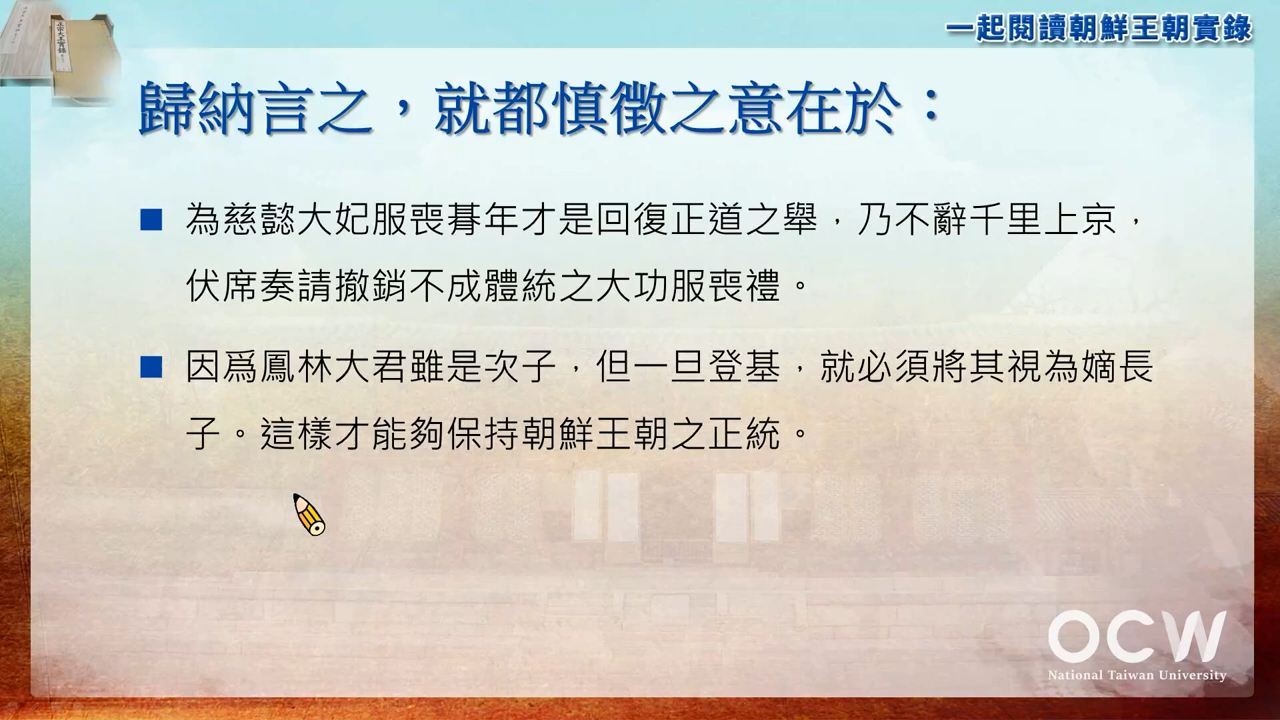 一起閱讀朝鮮王朝實錄
歸納言之，就都慎徵之意在於：
為慈懿大妃服喪朞年才是回復正道之舉，乃不辭千里上京，
伏席奏請撤銷不成體統之大功服喪禮。
因爲鳳林大君雖是次子，但一旦登基，就必須將其視為嫡長
子。這樣才能夠保持朝鮮王朝之正統。
OCW
National Taiwan University